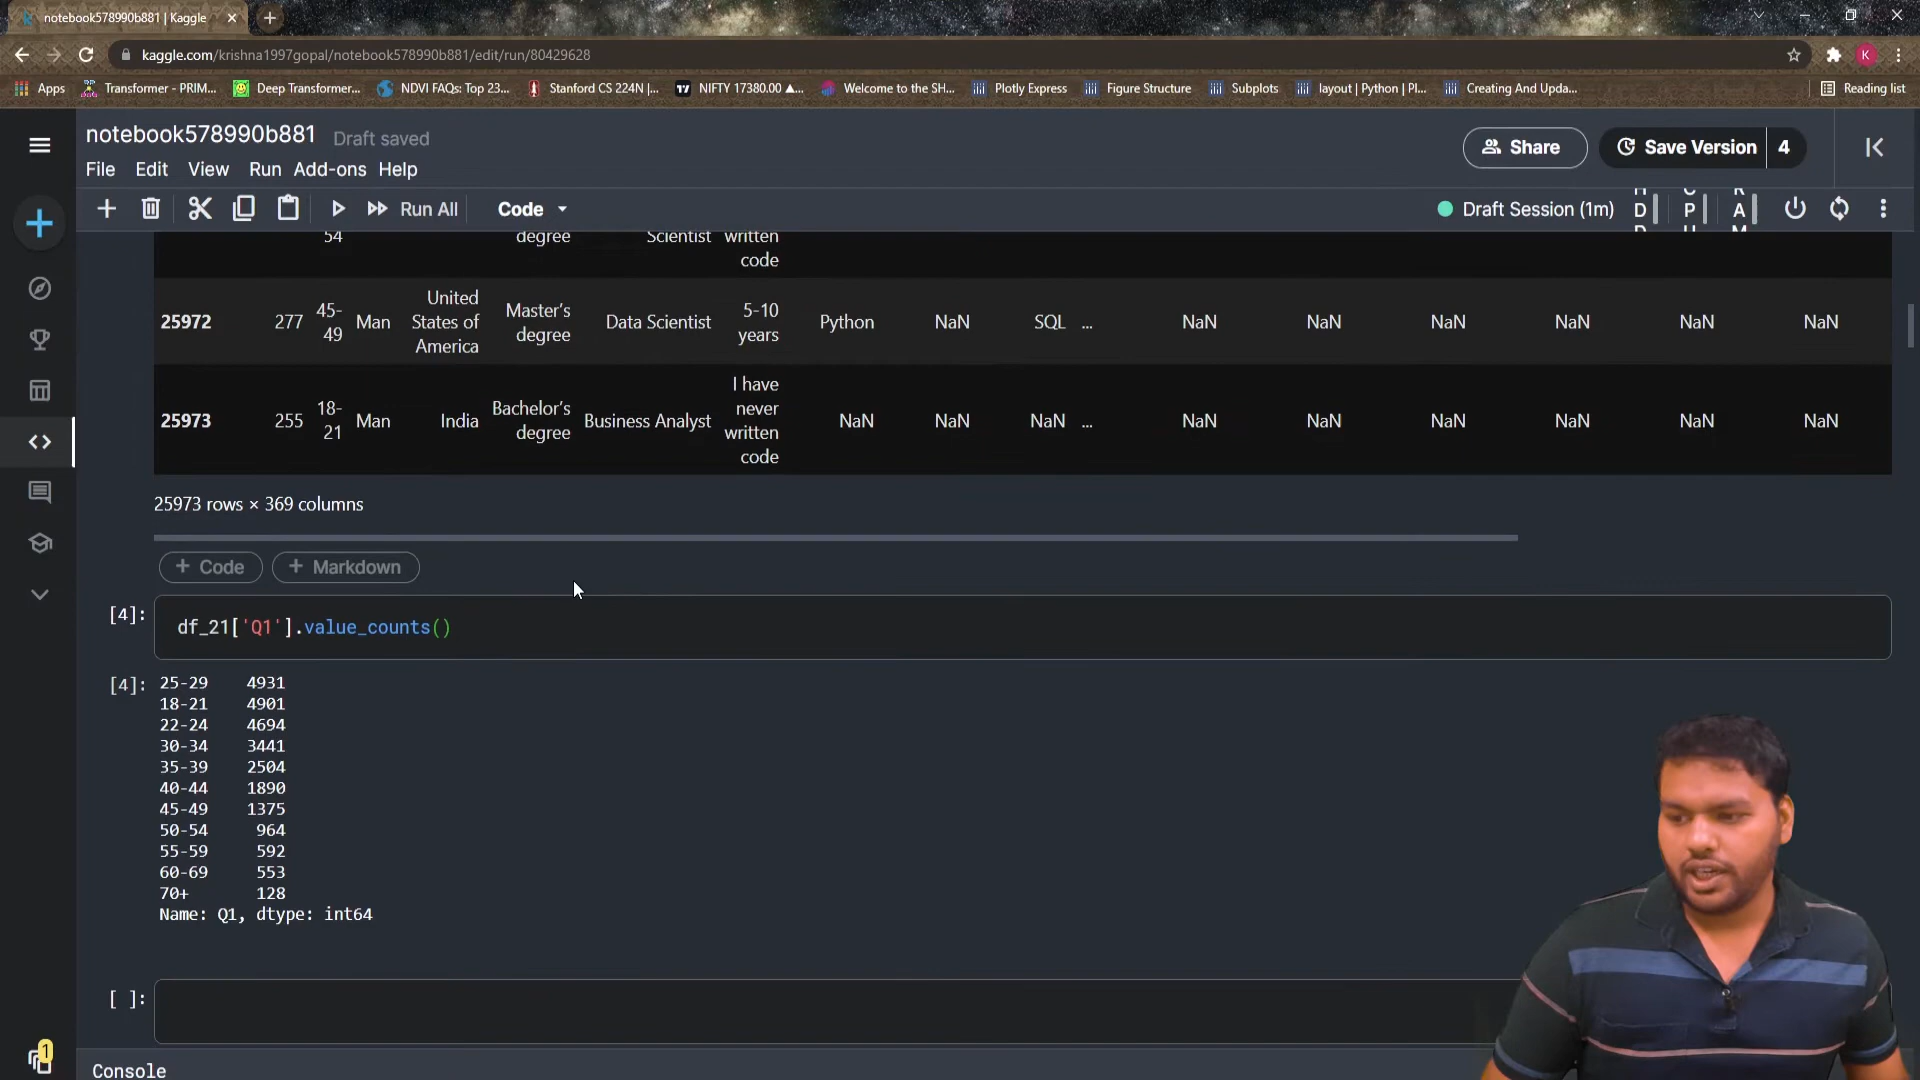 notebook578990b881 | Kaggle
kaggle.com/krishna1997gopal/notebook578990b881/edit/run/80429628
K
Apps
Transformer - PRIM...
Deep Transformer...
NDVI FAQs: Top 23...
Stanford CS 224N |...
NIFTY 17380.00 ▲...
Welcome to the SH...
Plotly Express
Figure Structure
Subplots
layout | Python | Pl...
Creating And Upda...
Reading list
notebook578990b881 Draft saved
Share
Save Version 4
File Edit View Run Add-ons Help
Run All
Code
Draft Session (1m)
H
D
D
C
P
U
R
A
M
54 degree Scientist written
code
25972 277 45-49 Man United States of America Master's degree Data Scientist 5-10 years Python NaN SQL ... NaN NaN NaN NaN NaN NaN
25973 255 18-21 Man India Bachelor's degree Business Analyst I have never written code NaN NaN NaN ... NaN NaN NaN NaN NaN NaN
25973 rows × 369 columns
+ Code + Markdown
[4]: df_21['Q1'].value_counts()
[4]: 25-29 4931
18-21 4901
22-24 4694
30-34 3441
35-39 2504
40-44 1890
45-49 1375
50-54 964
55-59 592
60-69 553
70+ 128
Name: Q1, dtype: int64
[ ]:
1
Console